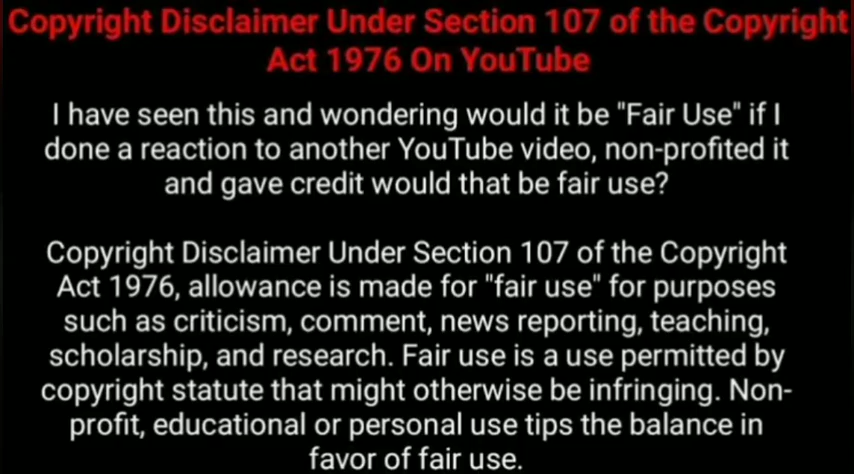 Copyright Disclaimer Under Section 107 of the Copyright
Act 1976 On YouTube
I have seen this and wondering would it be "Fair Use" if I
done a reaction to another YouTube video, non-profited it
and gave credit would that be fair use?
Copyright Disclaimer Under Section 107 of the Copyright
Act 1976, allowance is made for "fair use" for purposes
such as criticism, comment, news reporting, teaching,
scholarship, and research. Fair use is a use permitted by
copyright statute that might otherwise be infringing. Non-
profit, educational or personal use tips the balance in
favor of fair use.